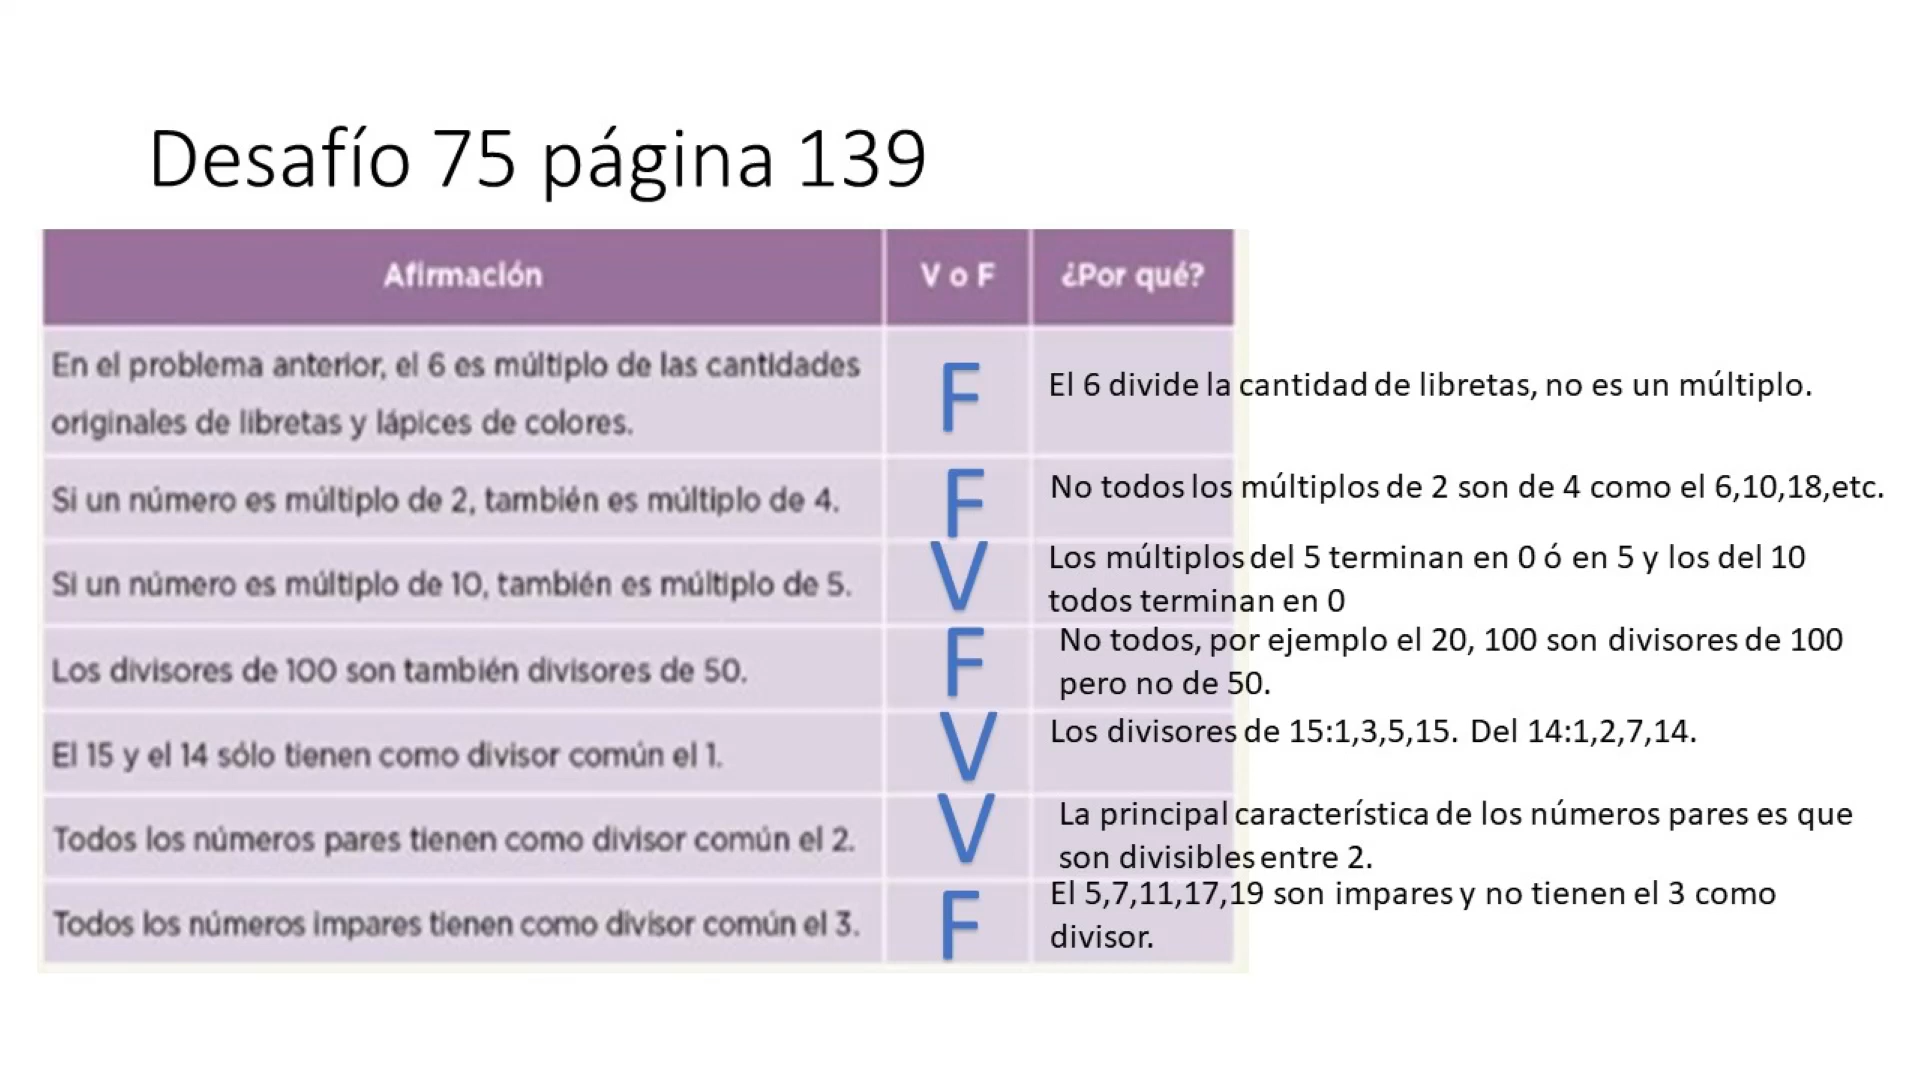 Desafío 75 página 139
Afirmación
V o F
¿Por qué?
En el problema anterior, el 6 es múltiplo de las cantidades
originales de libretas y lápices de colores.
F
El 6 divide la cantidad de libretas, no es un múltiplo.
Si un número es múltiplo de 2, también es múltiplo de 4.
F
No todos los múltiplos de 2 son de 4 como el 6,10,18,etc.
Si un número es múltiplo de 10, también es múltiplo de 5.
V
Los múltiplos del 5 terminan en 0 ó en 5 y los del 10
todos terminan en 0
Los divisores de 100 son también divisores de 50.
F
No todos, por ejemplo el 20, 100 son divisores de 100
pero no de 50.
El 15 y el 14 sólo tienen como divisor común el 1.
V
Los divisores de 15:1,3,5,15. Del 14:1,2,7,14.
Todos los números pares tienen como divisor común el 2.
V
La principal característica de los números pares es que
son divisibles entre 2.
Todos los números impares tienen como divisor común el 3.
F
El 5,7,11,17,19 son impares y no tienen el 3 como
divisor.